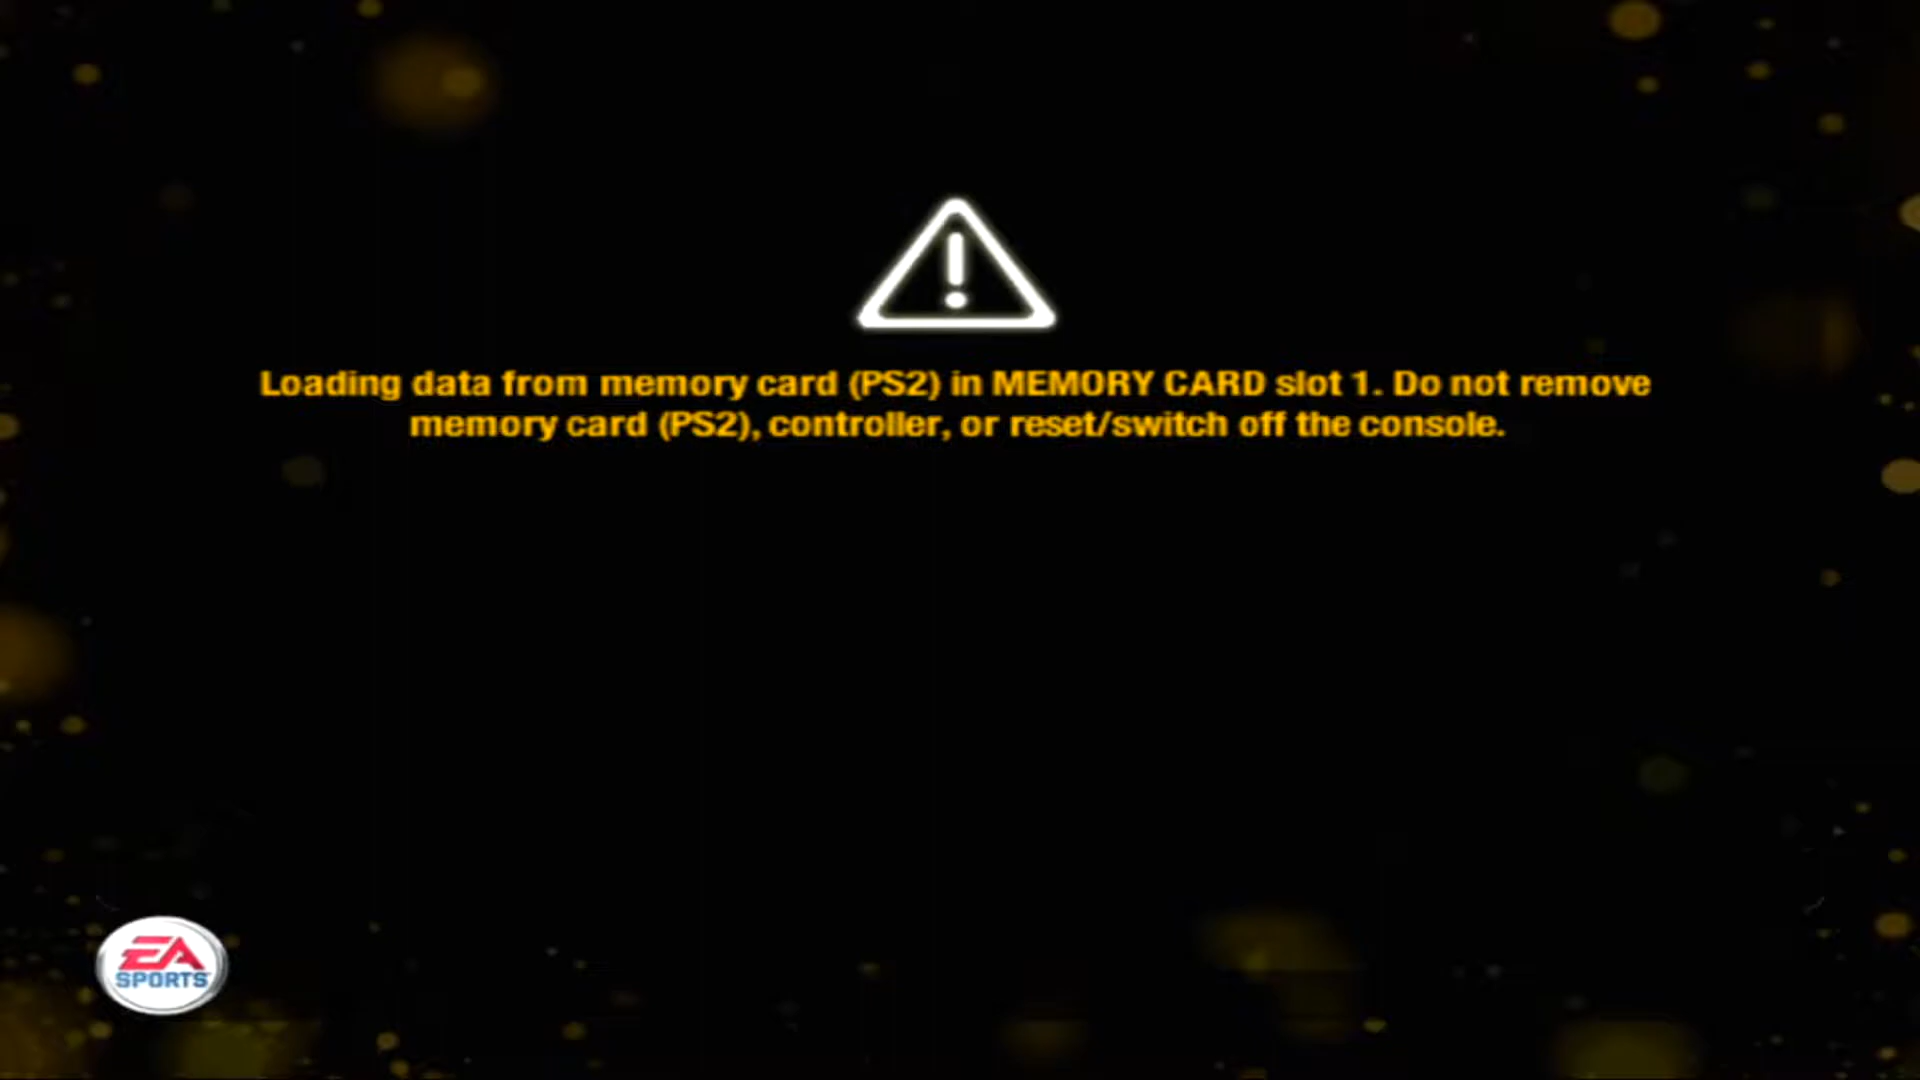 Loading data from memory card (PS2) in MEMORY CARD slot 1. Do not remove
memory card (PS2), controller, or reset/switch off the console.
EA
SPORTS